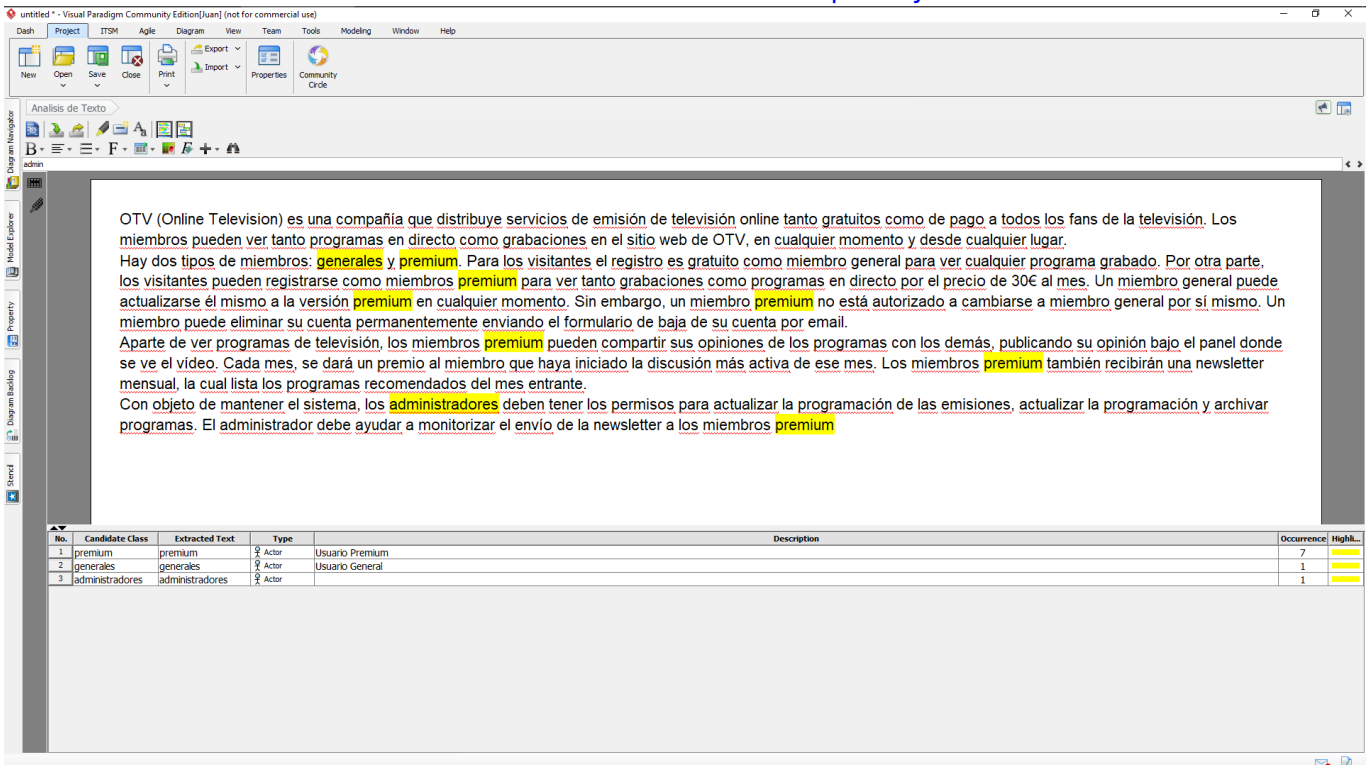 untitled * - Visual Paradigm Community Edition[Juan] (not for commercial use)
Dash Project ITSM Agile Diagram View Team Tools Modeling Window Help
New Open Save Close Print Export Import Properties Community Circle
Analisis de Texto
admin
Diagram Navigator
Model Explorer
Property
Diagram Backlog
Stencil
OTV (Online Television) es una compañía que distribuye servicios de emisión de televisión online tanto gratuitos como de pago a todos los fans de la televisión. Los
miembros pueden ver tanto programas en directo como grabaciones en el sitio web de OTV, en cualquier momento y desde cualquier lugar.
Hay dos tipos de miembros: generales y premium. Para los visitantes el registro es gratuito como miembro general para ver cualquier programa grabado. Por otra parte,
los visitantes pueden registrarse como miembros premium para ver tanto grabaciones como programas en directo por el precio de 30€ al mes. Un miembro general puede
actualizarse él mismo a la versión premium en cualquier momento. Sin embargo, un miembro premium no está autorizado a cambiarse a miembro general por sí mismo. Un
miembro puede eliminar su cuenta permanentemente enviando el formulario de baja de su cuenta por email.
Aparte de ver programas de televisión, los miembros premium pueden compartir sus opiniones de los programas con los demás, publicando su opinión bajo el panel donde
se ve el vídeo. Cada mes, se dará un premio al miembro que haya iniciado la discusión más activa de ese mes. Los miembros premium también recibirán una newsletter
mensual, la cual lista los programas recomendados del mes entrante.
Con objeto de mantener el sistema, los administradores deben tener los permisos para actualizar la programación de las emisiones, actualizar la programación y archivar
programas. El administrador debe ayudar a monitorizar el envío de la newsletter a los miembros premium
No. Candidate Class Extracted Text Type Description Occurrence Highli...
1 premium premium Actor Usuario Premium 7
2 generales generales Actor Usuario General 1
3 administradores administradores Actor 1